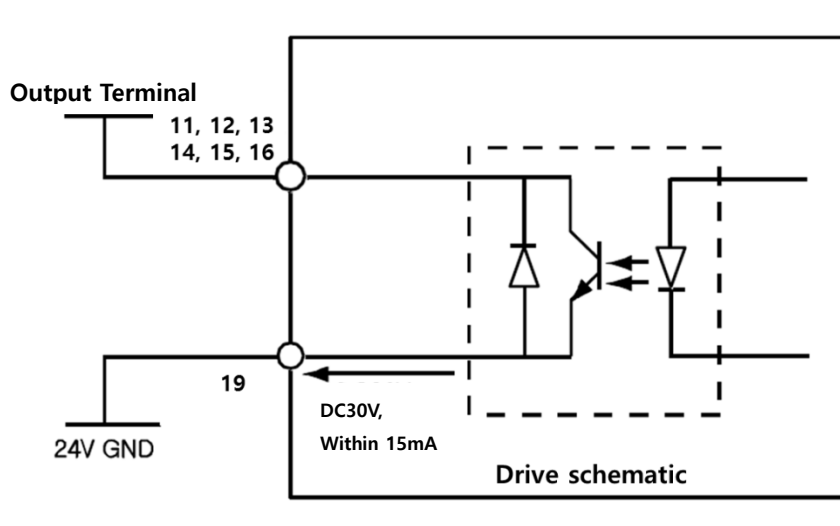 Output Terminal
11, 12, 13
14, 15, 16
19
DC30V,
Within 15mA
24V GND
Drive schematic